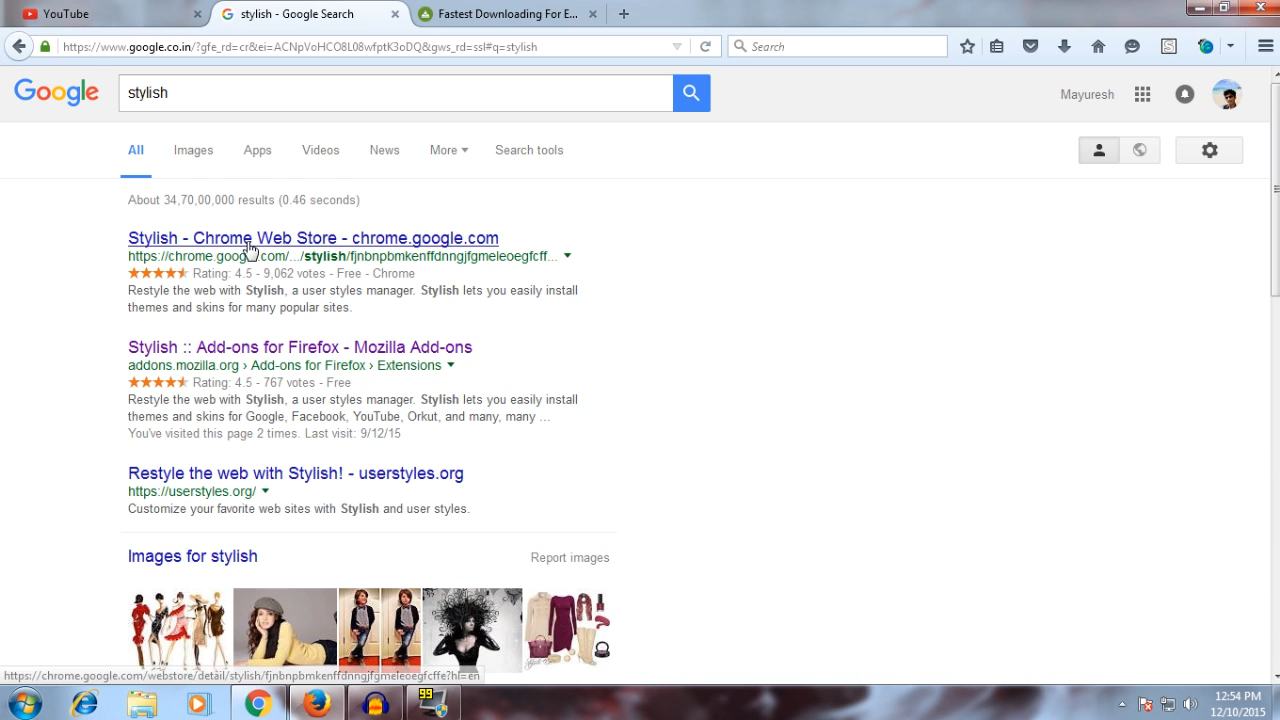 YouTube
stylish - Google Search
Fastest Downloading For E...
https://www.google.co.in/?gfe_rd=cr&ei=ACNpVoHCO8L08wfptK3oDQ&gws_rd=ssl#q=stylish
Search
Google
stylish
Mayuresh
All
Images
Apps
Videos
News
More
Search tools
About 34,70,00,000 results (0.46 seconds)
Stylish - Chrome Web Store - chrome.google.com
https://chrome.google.com/.../stylish/fjnbnpbmkenffdnngjfgmeleoegfcff...
Rating: 4.5 - 9,062 votes - Free - Chrome
Restyle the web with Stylish, a user styles manager. Stylish lets you easily install
themes and skins for many popular sites.
Stylish :: Add-ons for Firefox - Mozilla Add-ons
addons.mozilla.org › Add-ons for Firefox › Extensions
Rating: 4.5 - 767 votes - Free
Restyle the web with Stylish, a user styles manager. Stylish lets you easily install
themes and skins for Google, Facebook, YouTube, Orkut, and many, many ...
You've visited this page 2 times. Last visit: 9/12/15
Restyle the web with Stylish! - userstyles.org
https://userstyles.org/
Customize your favorite web sites with Stylish and user styles.
Images for stylish
Report images
https://chrome.google.com/webstore/detail/stylish/fjnbnpbmkenffdnngjfgmeleoegfcffe?hl=en
99
12:54 PM
12/10/2015